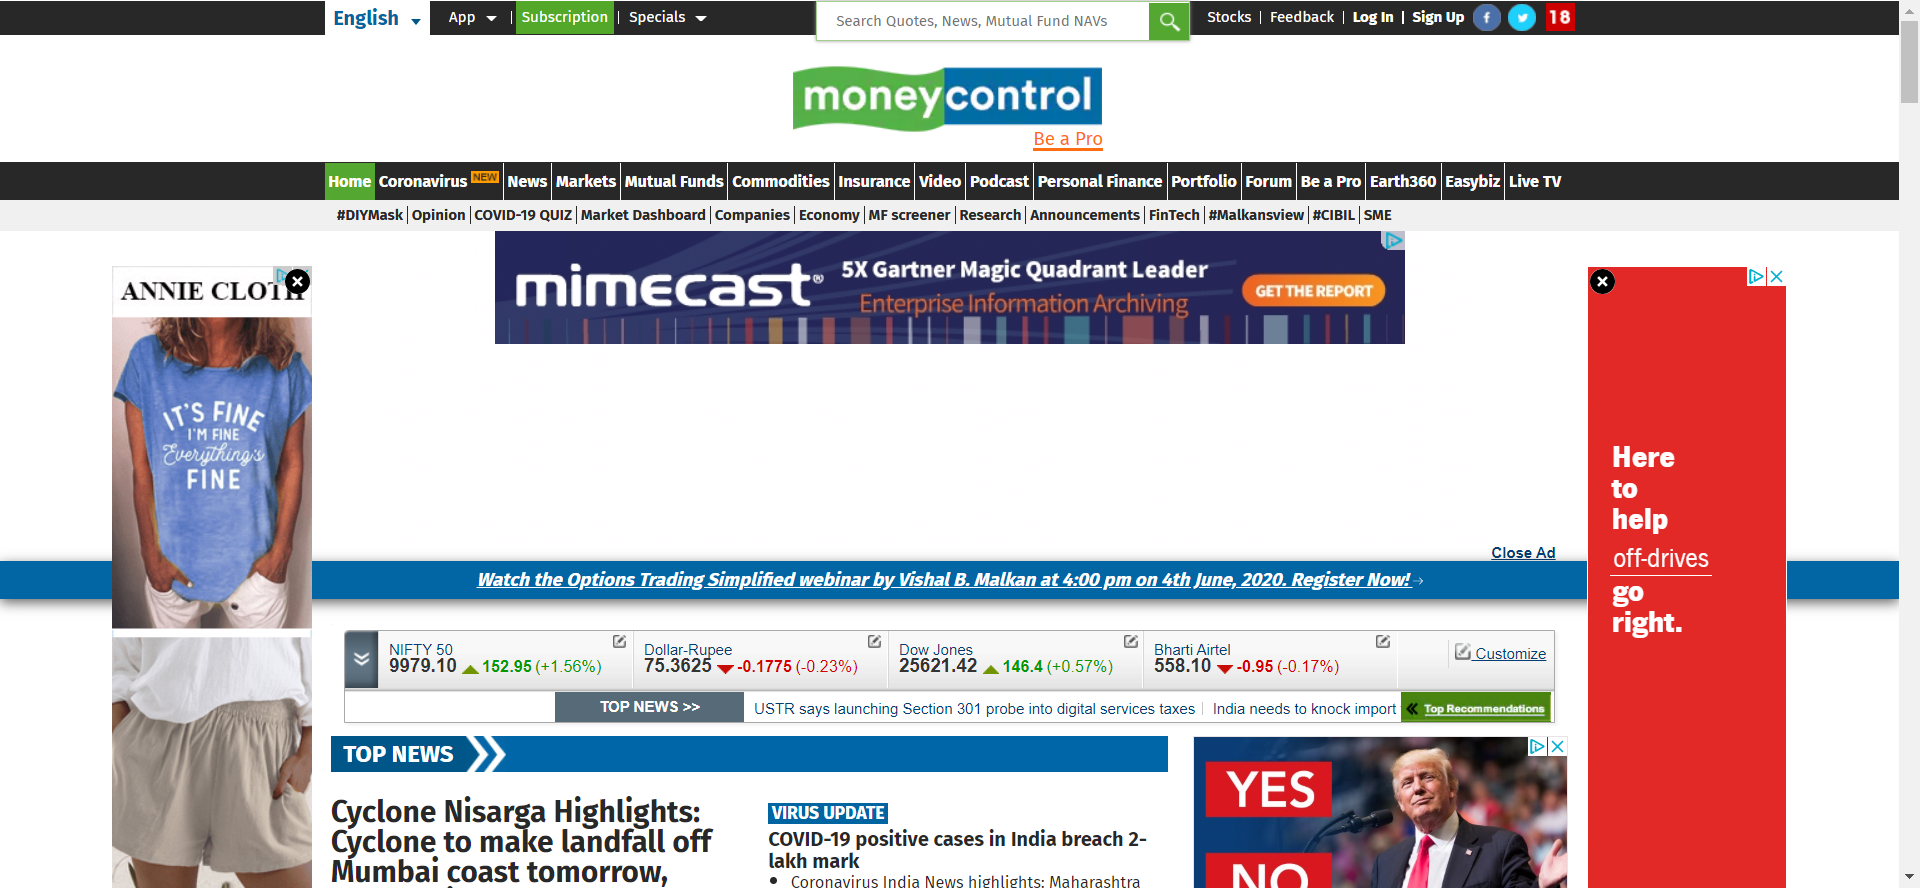 English App Subscription Specials Search Quotes, News, Mutual Fund NAVs Stocks Feedback Log In Sign Up 18
moneycontrol
Be a Pro
Home Coronavirus NEW News Markets Mutual Funds Commodities Insurance Video Podcast Personal Finance Portfolio Forum Be a Pro Earth360 Easybiz Live TV
#DIYMask Opinion COVID-19 QUIZ Market Dashboard Companies Economy MF screener Research Announcements FinTech #Malkansview #CIBIL SME
mimecast® 5X Gartner Magic Quadrant Leader
Enterprise Information Archiving
GET THE REPORT
ANNIE CLOTH
IT'S FINE
I'M FINE
Everything's
FINE
Here
to
help
off-drives
go
right.
Close Ad
Watch the Options Trading Simplified webinar by Vishal B. Malkan at 4:00 pm on 4th June, 2020. Register Now!
NIFTY 50
9979.10 152.95 (+1.56%)
Dollar-Rupee
75.3625 -0.1775 (-0.23%)
Dow Jones
25621.42 146.4 (+0.57%)
Bharti Airtel
558.10 -0.95 (-0.17%)
Customize
TOP NEWS >> USTR says launching Section 301 probe into digital services taxes India needs to knock import Top Recommendations
TOP NEWS
Cyclone Nisarga Highlights:
Cyclone to make landfall off
Mumbai coast tomorrow,
VIRUS UPDATE
COVID-19 positive cases in India breach 2-
lakh mark
Coronavirus India News highlights: Maharashtra
YES
NO